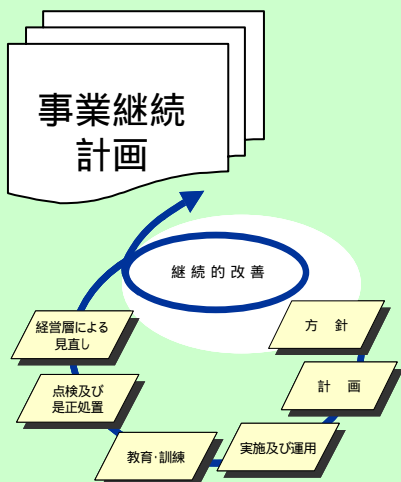 事業継続
計画
継続的改善
方針
計画
実施及び運用
教育・訓練
点検及び
是正処置
経営層による
見直し